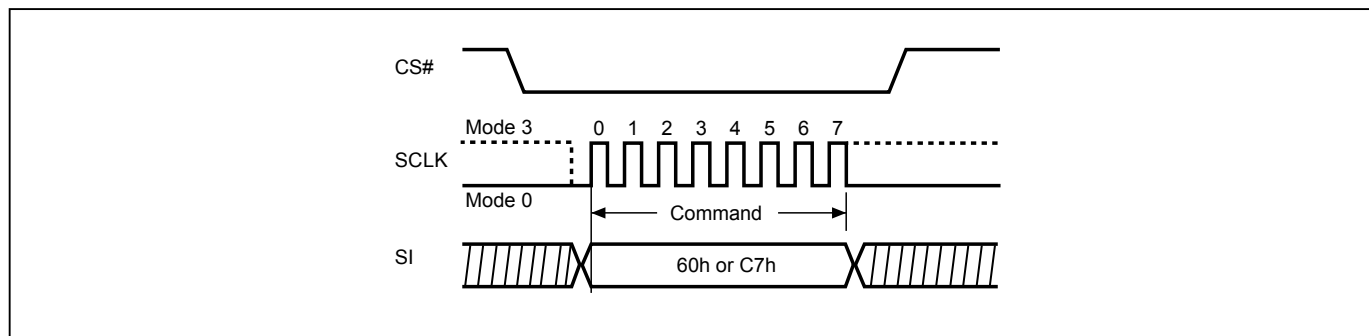 CS#
Mode 3
0 1 2 3 4 5 6 7
SCLK
Mode 0
Command
SI
60h or C7h